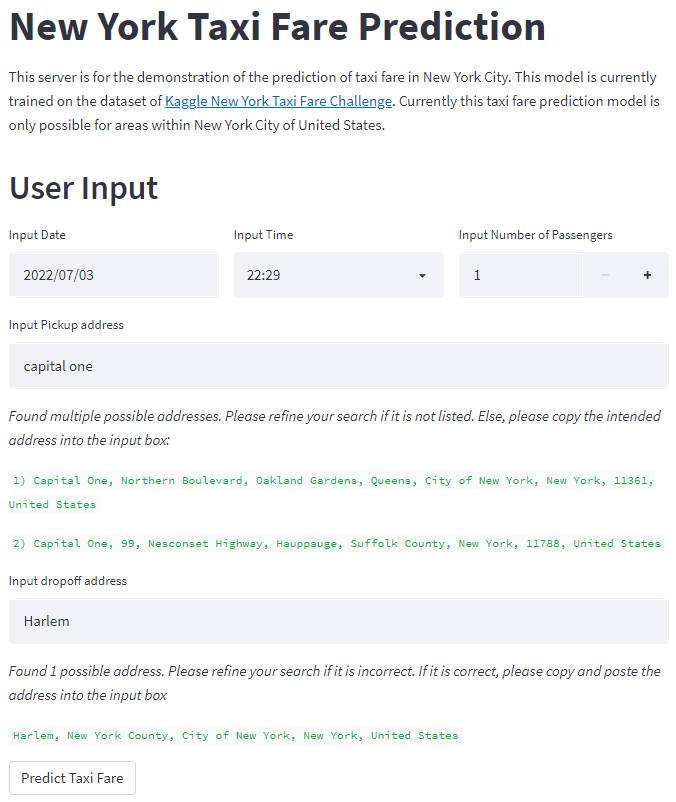 New York Taxi Fare Prediction
This server is for the demonstration of the prediction of taxi fare in New York City. This model is currently
trained on the dataset of Kaggle New York Taxi Fare Challenge. Currently this taxi fare prediction model is
only possible for areas within New York City of United States.
User Input
Input Date
Input Time
Input Number of Passengers
2022/07/03
22:29
1
− +
Input Pickup address
capital one
Found multiple possible addresses. Please refine your search if it is not listed. Else, please copy the intended
address into the input box:
1) Capital One, Northern Boulevard, Oakland Gardens, Queens, City of New York, New York, 11361,
United States
2) Capital One, 99, Nesconset Highway, Hauppauge, Suffolk County, New York, 11788, United States
Input dropoff address
Harlem
Found 1 possible address. Please refine your search if it is incorrect. If it is correct, please copy and paste the
address into the input box
Harlem, New York County, City of New York, New York, United States
Predict Taxi Fare